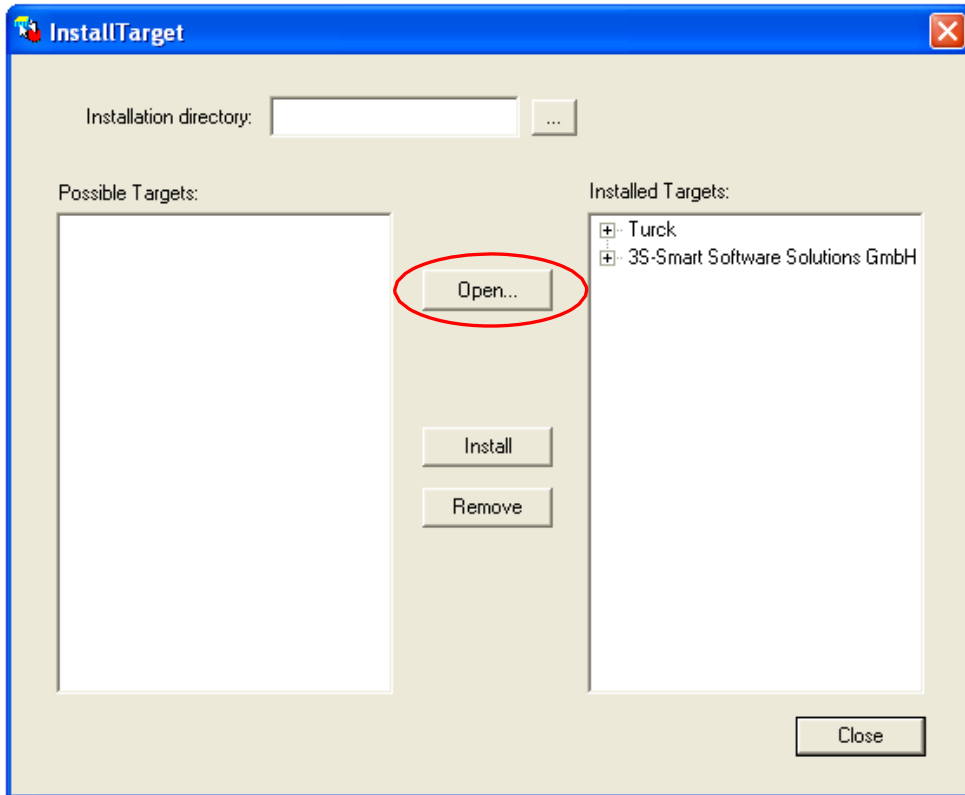 InstallTarget
Installation directory:
...
Possible Targets:
Installed Targets:
Turck
3S-Smart Software Solutions GmbH
Open...
Install
Remove
Close